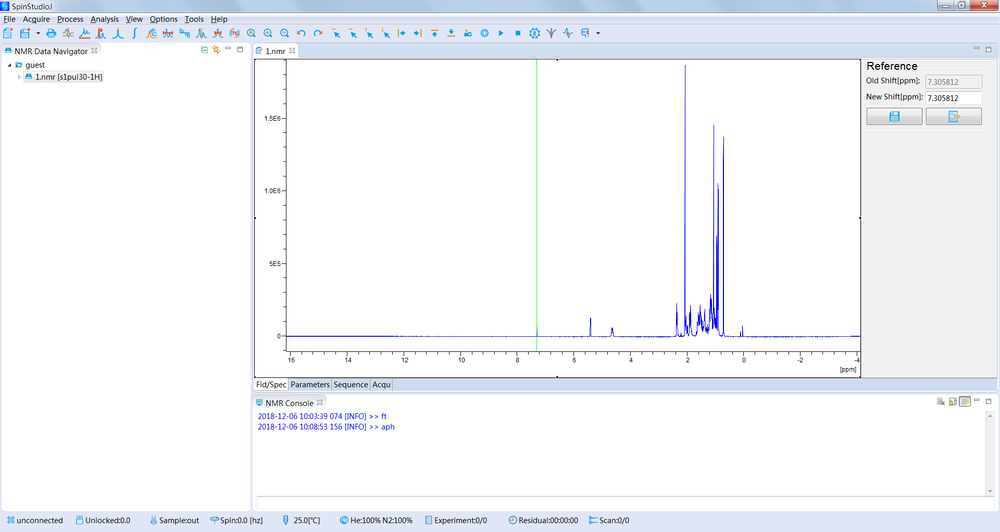 SpinStudioJ
File Acquire Process Analysis View Options Tools Help
NMR Data Navigator
guest
1.nmr [s1pul30-1H]
1.nmr
1.5E6
1.0E6
5E5
0
16 14 12 10 8 6 4 2 0 -2 -4
[ppm]
Reference
Old Shift[ppm]: 7.305812
New Shift[ppm]: 7.305812
Fid/Spec Parameters Sequence Acqu
NMR Console
2018-12-06 10:03:39 074 [INFO] >> ft
2018-12-06 10:08:53 156 [INFO] >> aph
unconnected Unlocked:0.0 Sample:out Spin:0.0 [hz] 25.0[℃] He:100% N2:100% Experiment:0/0 Residual:00:00:00 Scan:0/0